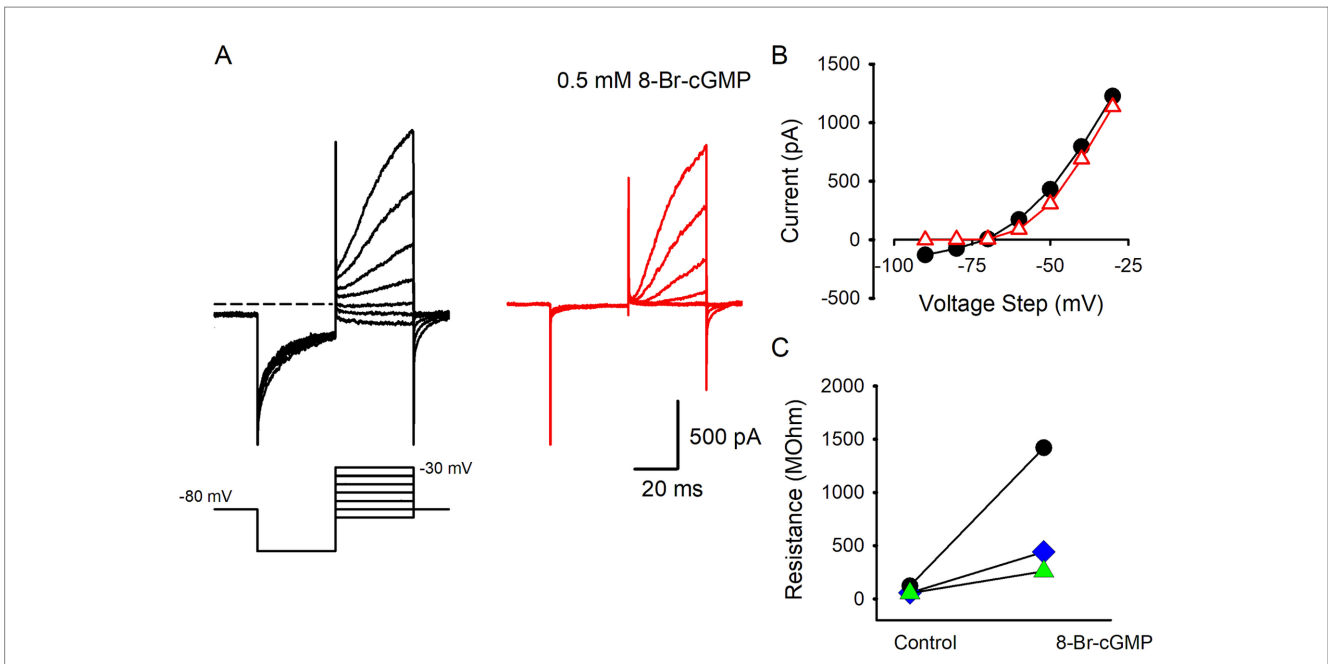 A
0.5 mM 8-Br-cGMP
-80 mV
-30 mV
500 pA
20 ms
B
1500
1000
500
0
-500
Current (pA)
-100
-75
-50
-25
Voltage Step (mV)
C
2000
1500
1000
500
0
Resistance (MOhm)
Control
8-Br-cGMP